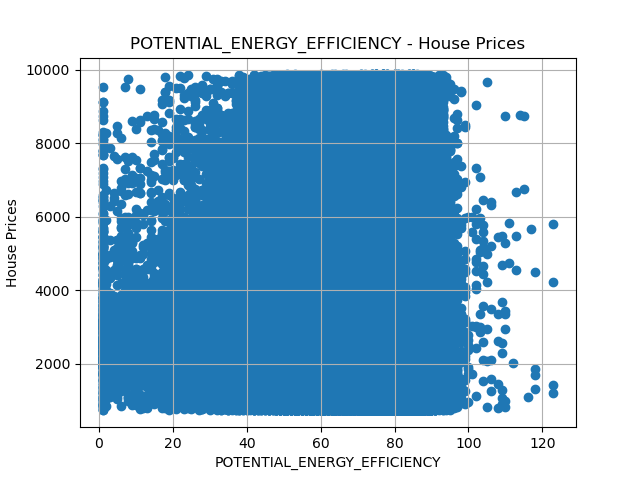 POTENTIAL_ENERGY_EFFICIENCY - House Prices
10000
8000
6000
4000
2000
House Prices
0 20 40 60 80 100 120
POTENTIAL_ENERGY_EFFICIENCY